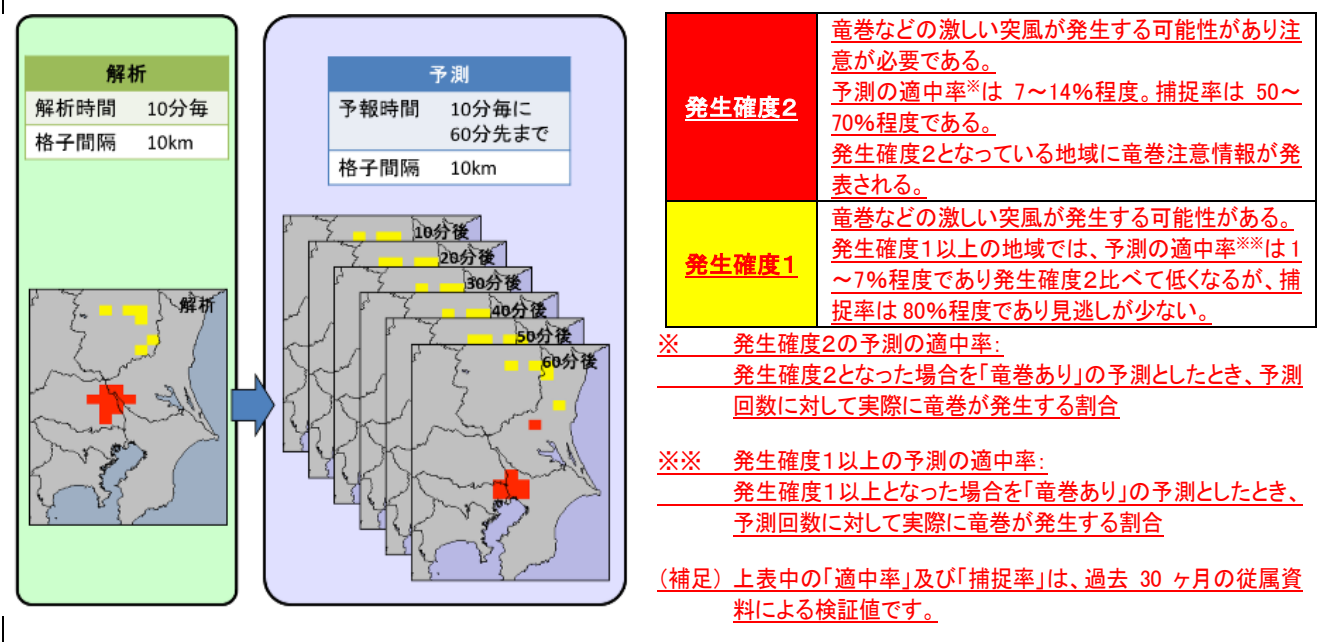 解析
解析時間 10分毎
格子間隔 10km
解析
予測
予報時間 10分毎に
60分先まで
格子間隔 10km
10分後
20分後
30分後
40分後
50分後
60分後
発生確度2
竜巻などの激しい突風が発生する可能性があり注
意が必要である。
予測の適中率※は 7～14%程度。捕捉率は 50～
70%程度である。
発生確度2となっている地域に竜巻注意情報が発
表される。
発生確度1
竜巻などの激しい突風が発生する可能性がある。
発生確度1以上の地域では、予測の適中率※※は1
～7%程度であり発生確度2比べて低くなるが、捕
捉率は 80%程度であり見逃しが少ない。
※ 発生確度2の予測の適中率:
発生確度2となった場合を「竜巻あり」の予測としたとき、予測
回数に対して実際に竜巻が発生する割合
※※ 発生確度1以上の予測の適中率:
発生確度1以上となった場合を「竜巻あり」の予測としたとき、
予測回数に対して実際に竜巻が発生する割合
(補足) 上表中の「適中率」及び「捕捉率」は、過去 30 ヶ月の従属資
料による検証値です。